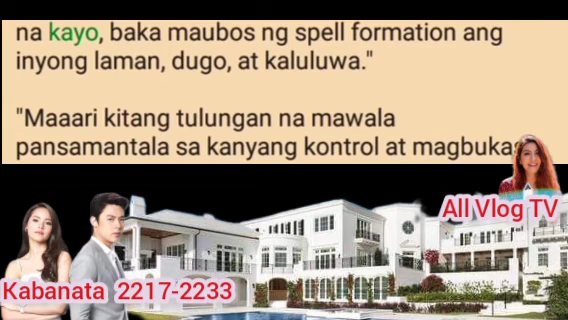 na kayo, baka maubos ng spell formation ang
inyong laman, dugo, at kaluluwa."
"Maaari kitang tulungan na mawala
pansamantala sa kanyang kontrol at magbukas
All Vlog TV
Kabanata 2217-2233